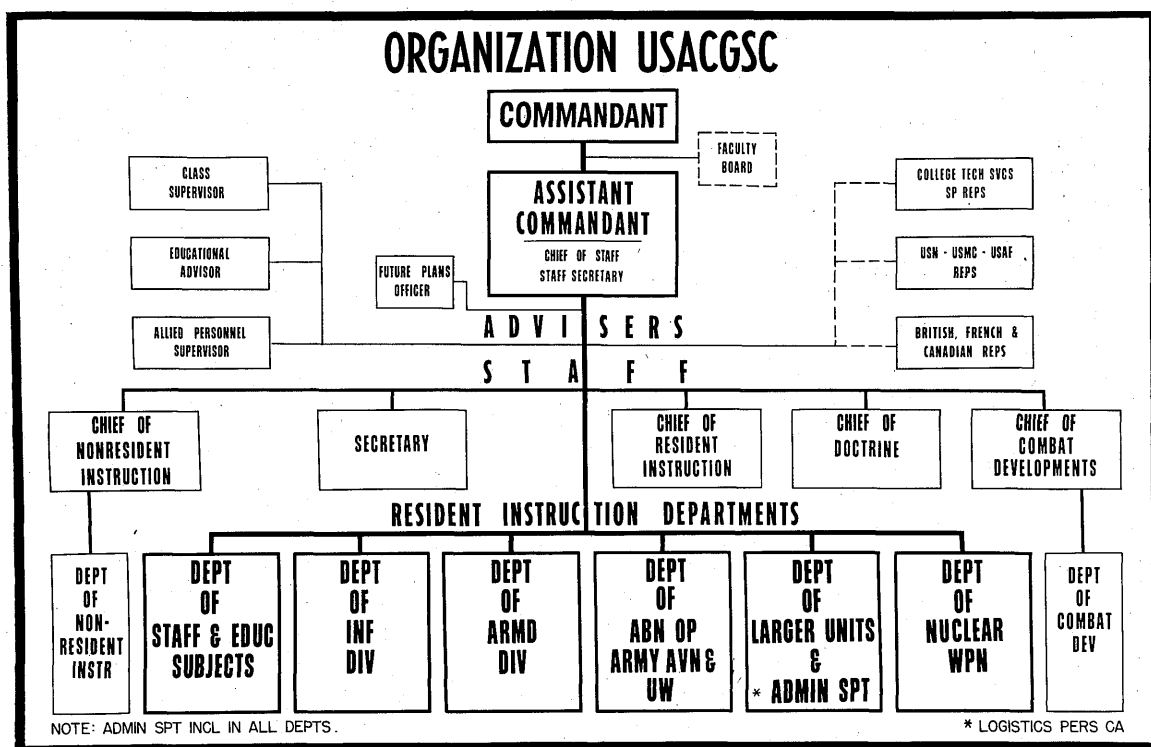 ORGANIZATION USACGSC
COMMANDANT
FACULTY
BOARD
CLASS
SUPERVISOR
ASSISTANT
COMMANDANT
CHIEF OF STAFF
STAFF SECRETARY
COLLEGE TECH SVCS
SP REPS
EDUCATIONAL
ADVISOR
FUTURE PLANS
OFFICER
USN - USMC - USAF
REPS
ALLIED PERSONNEL
SUPERVISOR
ADVISERS
BRITISH, FRENCH &
CANADIAN REPS
STAFF
CHIEF OF
NONRESIDENT
INSTRUCTION
SECRETARY
CHIEF OF
RESIDENT
INSTRUCTION
CHIEF OF
DOCTRINE
CHIEF OF
COMBAT
DEVELOPMENTS
RESIDENT INSTRUCTION DEPARTMENTS
DEPT
OF
NON-
RESIDENT
INSTR
DEPT
OF
STAFF & EDUC
SUBJECTS
DEPT
OF
INF
DIV
DEPT
OF
ARMD
DIV
DEPT
OF
ABN OP
ARMY AVN &
UW
DEPT
OF
LARGER UNITS
&
* ADMIN SPT
DEPT
OF
NUCLEAR
WPN
DEPT
OF
COMBAT
DEV
NOTE: ADMIN SPT INCL IN ALL DEPTS.
* LOGISTICS PERS CA